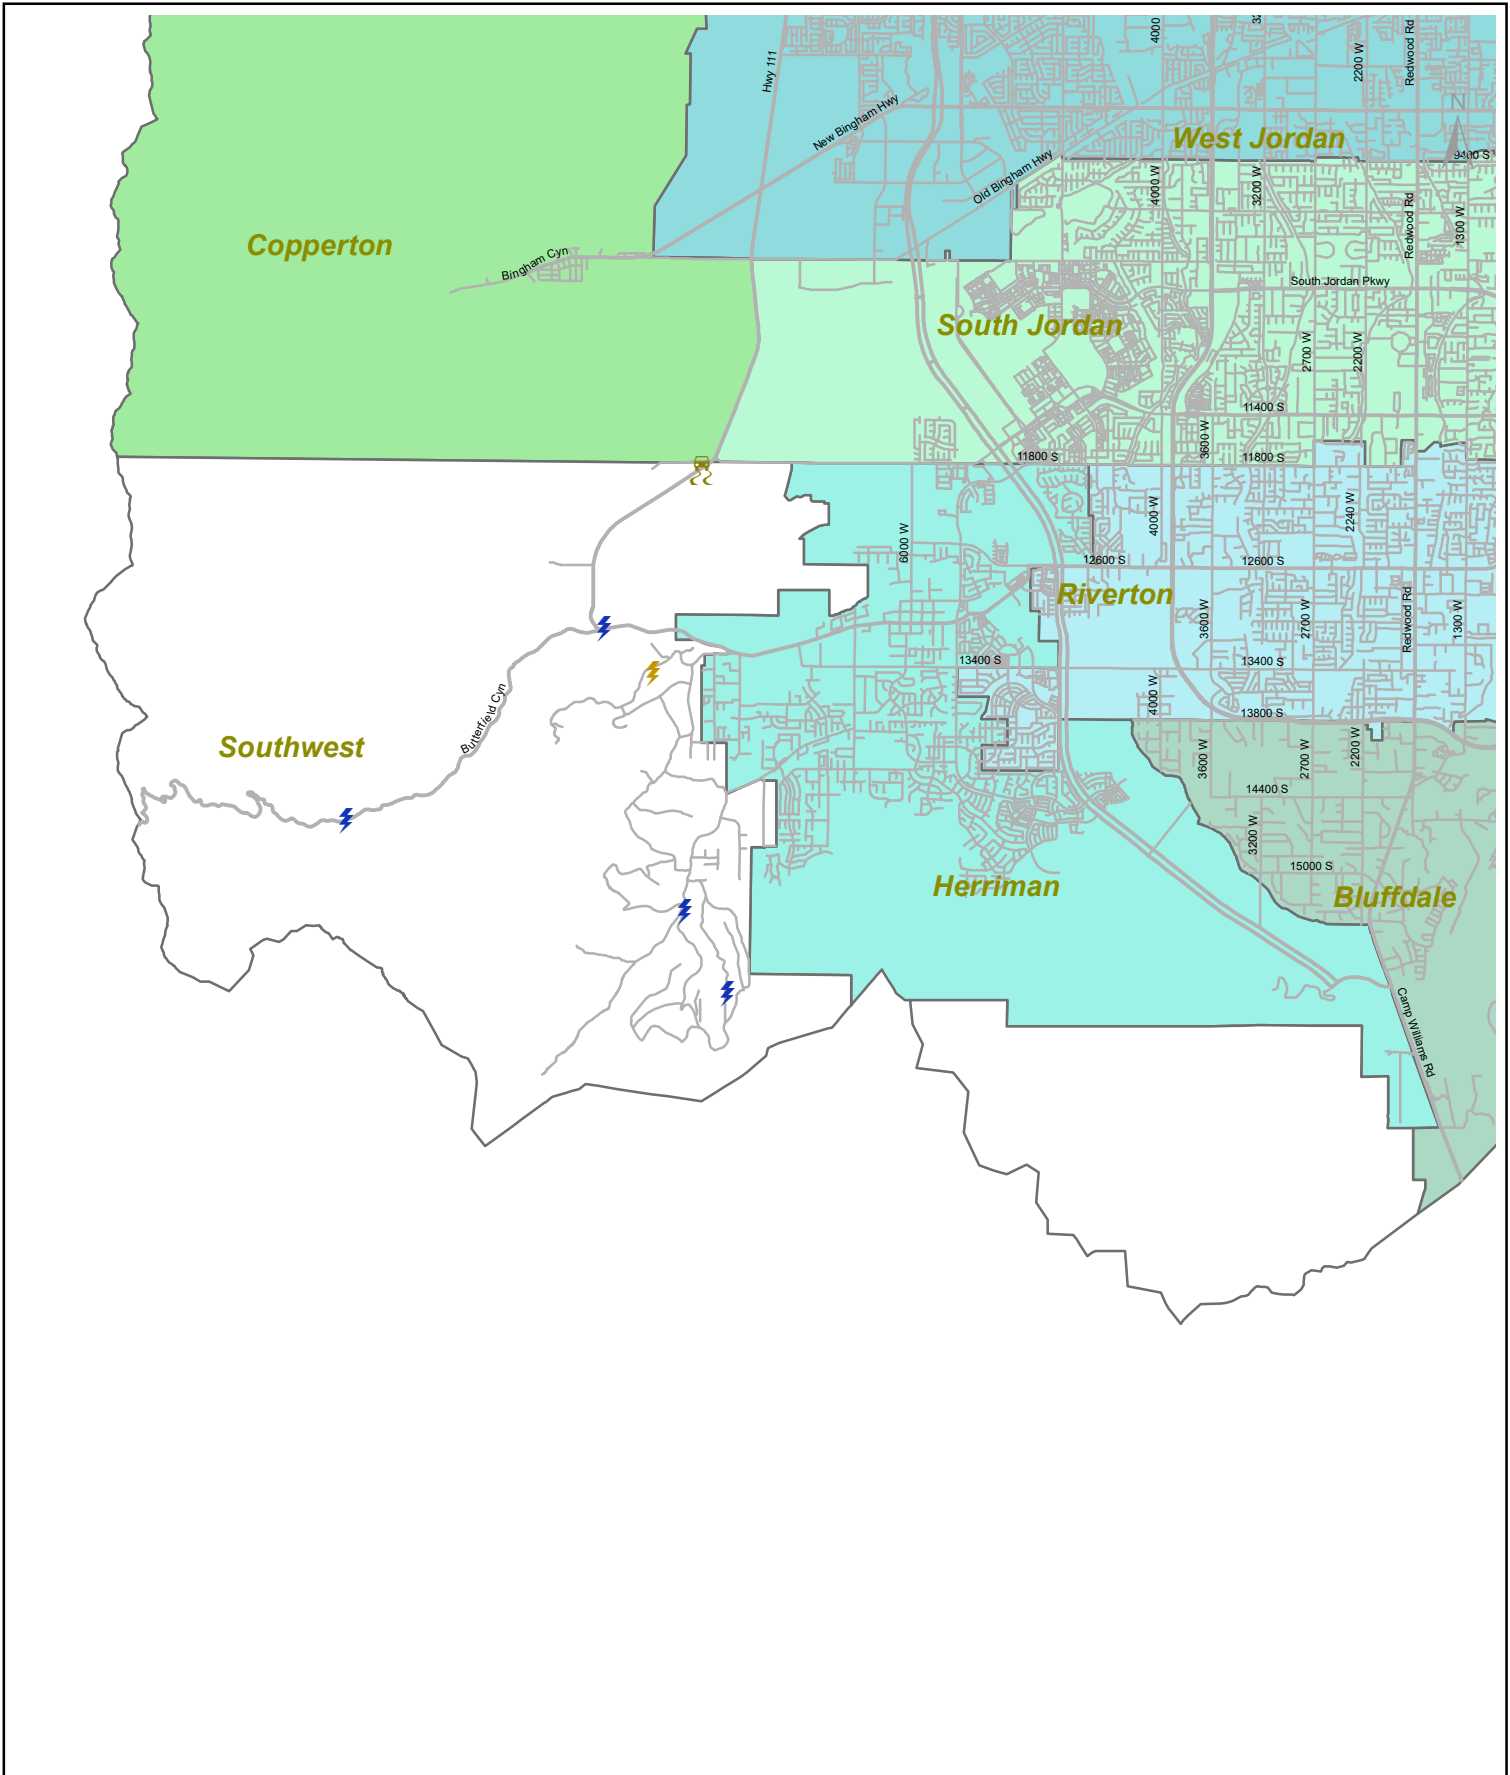 4000
32
2200 W
Redwood Rd
Hwy 111
New Bingham Hwy
N
West Jordan
9400 S
Old Bingham Hwy
4000 W
3200 W
Redwood Rd
1300 W
Copperton
Bingham Cyn
South Jordan Pkwy
South Jordan
2700 W
2200 W
11400 S
3600 W
11800 S
11800 S
4000 W
2240 W
6000 W
12600 S
12600 S
Riverton
3600 W
2700 W
Redwood Rd
1300 W
13400 S
13400 S
4000 W
13800 S
Butterfield Cyn
Southwest
3600 W
2700 W
2200 W
14400 S
3200 W
15000 S
Herriman
Bluffdale
Camp Williams Rd